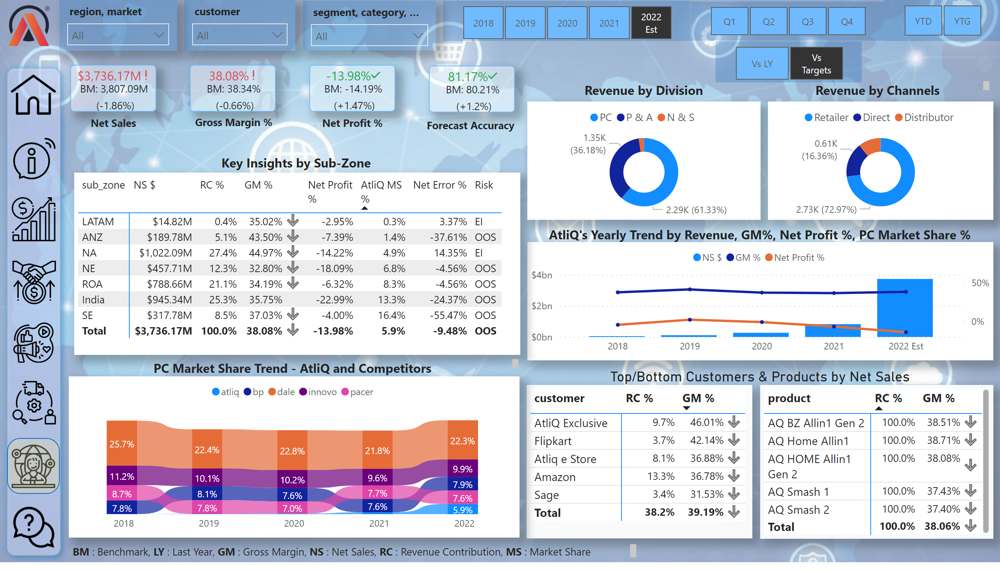 ®
region, market
All
customer
All
segment, category, ...
All
2018
2019
2020
2021
2022
Est
Q1
Q2
Q3
Q4
YTD
YTG
Vs LY
Vs
Targets
$3,736.17M !
BM: 3,807.09M
(-1.86%)
Net Sales
38.08% !
BM: 38.34%
(-0.66%)
Gross Margin %
-13.98%✓
BM: -14.19%
(+1.47%)
Net Profit %
81.17%✓
BM: 80.21%
(+1.2%)
Forecast Accuracy
Revenue by Division
PC P & A N & S
1.35K
(36.18%)
2.29K (61.33%)
Revenue by Channels
Retailer Direct Distributor
0.61K
(16.36%)
2.73K (72.97%)
Key Insights by Sub-Zone
sub_zone NS $ RC % GM % Net Profit % AtliQ MS % Net Error % Risk
LATAM $14.82M 0.4% 35.02% -2.95% 0.3% 3.37% EI
ANZ $189.78M 5.1% 43.50% -7.39% 1.4% -37.61% OOS
NA $1,022.09M 27.4% 44.97% -14.22% 4.9% 14.35% EI
NE $457.71M 12.3% 32.80% -18.09% 6.8% -4.56% OOS
ROA $788.66M 21.1% 34.19% -6.32% 8.3% -4.56% OOS
India $945.34M 25.3% 35.75% -22.99% 13.3% -24.37% OOS
SE $317.78M 8.5% 37.03% -4.00% 16.4% -55.47% OOS
Total $3,736.17M 100.0% 38.08% -13.98% 5.9% -9.48% OOS
AtliQ's Yearly Trend by Revenue, GM%, Net Profit %, PC Market Share %
NS $ GM % Net Profit %
$4bn
50%
$2bn
0%
$0bn
2018 2019 2020 2021 2022 Est
PC Market Share Trend - AtliQ and Competitors
atliq bp dale innovo pacer
25.7% 22.4% 22.8% 21.8% 22.3%
11.2% 10.1% 10.2% 9.6% 9.9%
8.7% 8.1% 7.6% 7.7% 7.9%
7.8% 7.8% 7.0% 7.6% 7.6%
5.9%
2018 2019 2020 2021 2022
Top/Bottom Customers & Products by Net Sales
customer RC % GM %
AtliQ Exclusive 9.7% 46.01%
Flipkart 3.7% 42.14%
Atliq e Store 8.1% 36.88%
Amazon 13.3% 36.78%
Sage 3.4% 31.53%
Total 38.2% 39.19%
product RC % GM %
AQ BZ Allin1 Gen 2 100.0% 38.51%
AQ Home Allin1 100.0% 38.71%
AQ HOME Allin1 100.0% 38.08%
Gen 2
AQ Smash 1 100.0% 37.43%
AQ Smash 2 100.0% 37.40%
Total 100.0% 38.06%
BM : Benchmark, LY : Last Year, GM : Gross Margin, NS : Net Sales, RC : Revenue Contribution, MS : Market Share